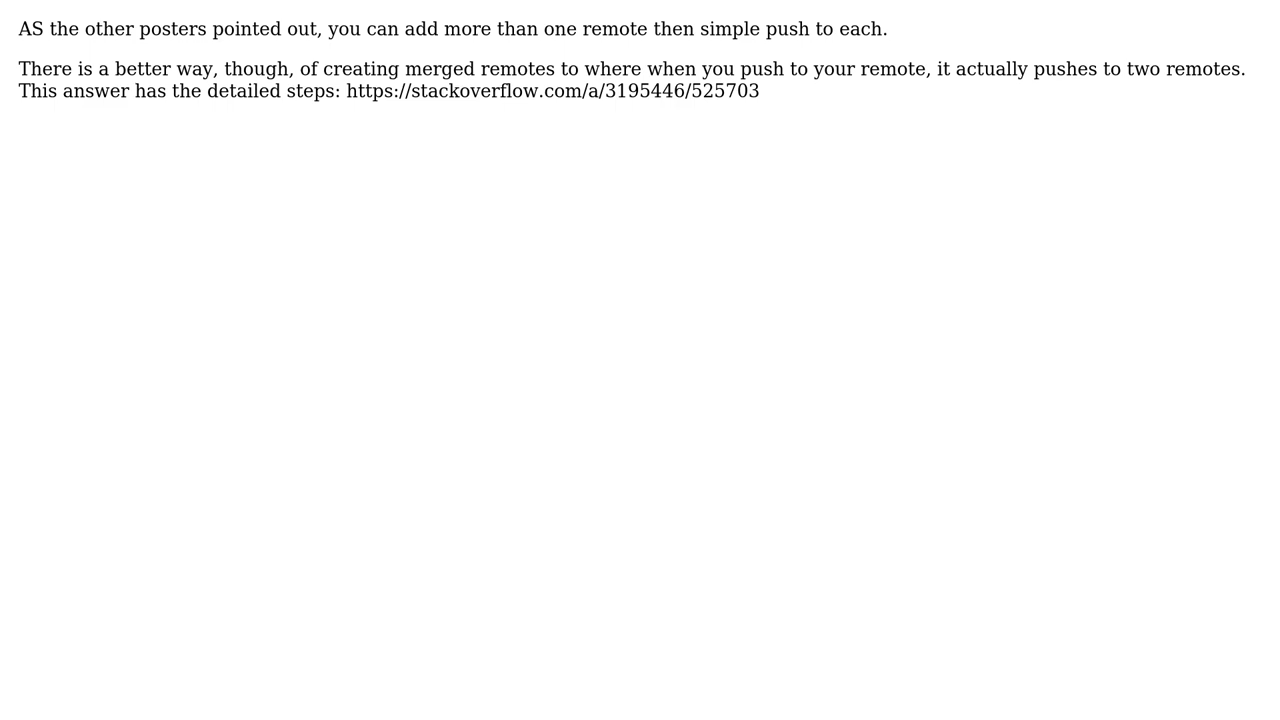 AS the other posters pointed out, you can add more than one remote then simple push to each.
There is a better way, though, of creating merged remotes to where when you push to your remote, it actually pushes to two remotes.
This answer has the detailed steps: https://stackoverflow.com/a/3195446/525703